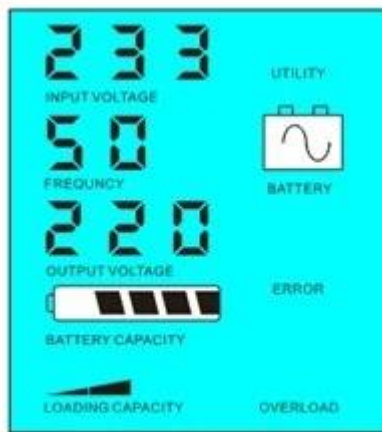 233
UTILITY
INPUT VOLTAGE
50
FREQUNCY
BATTERY
220
OUTPUT VOLTAGE
ERROR
BATTERY CAPACITY
LOADING CAPACITY
OVERLOAD